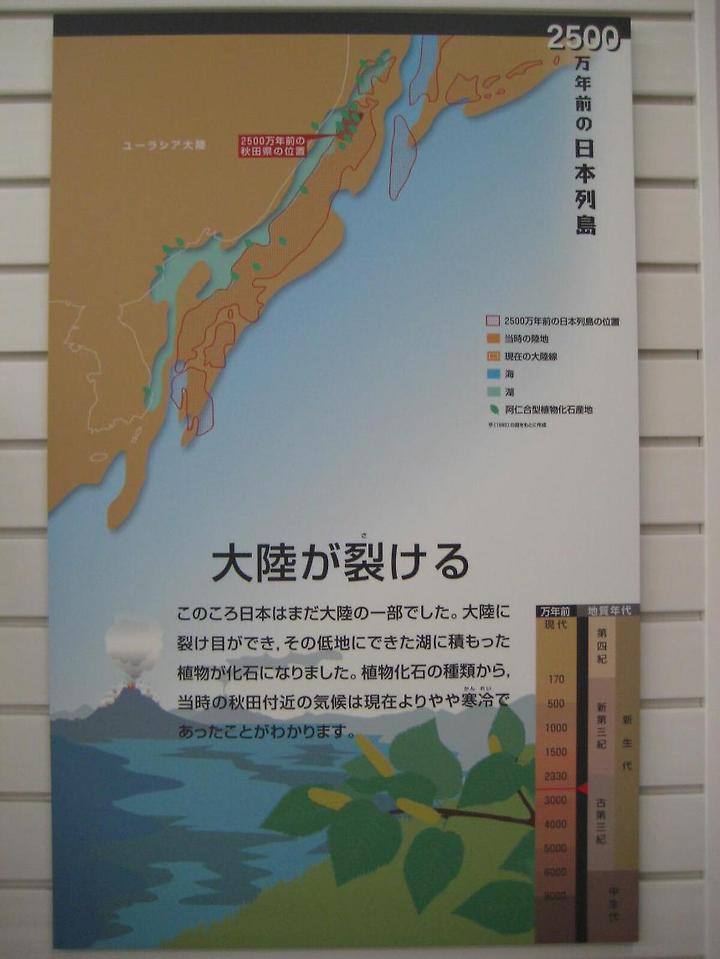 2500
万年前の日本列島
ユーラシア大陸
2500万年前の
秋田県の位置
2500万年前の日本列島の位置
当時の陸地
現在の大陸線
海
湖
阿仁合型植物化石産地
大陸が裂ける
さ
このころ日本はまだ大陸の一部でした。大陸に
裂け目ができ，その低地にできた湖に積もった
植物が化石になりました。植物化石の種類から，
かんれい
当時の秋田付近の気候は現在よりやや寒冷で
あったことがわかります。
万年前 地質年代
現代
第四紀
170
500
新第三紀
新生代
1000
1500
2330
3000
古第三紀
4000
5000
6000
中生代